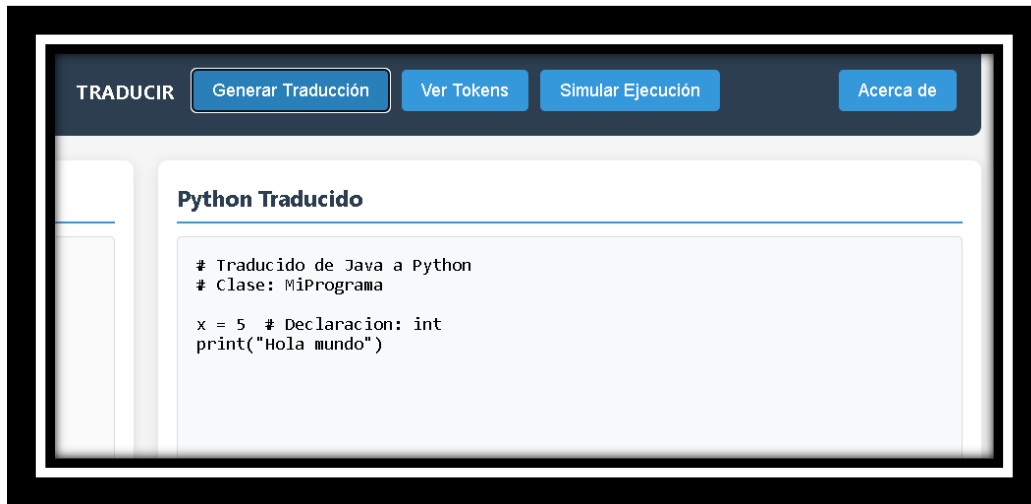 TRADUCIR Generar Traducción Ver Tokens Simular Ejecución Acerca de
Python Traducido
# Traducido de Java a Python
# Clase: MiPrograma
x = 5  # Declaracion: int
print("Hola mundo")